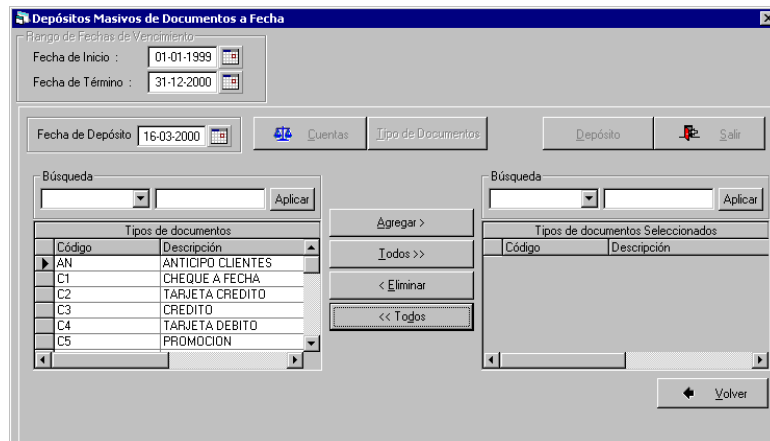 Depósitos Masivos de Documentos a Fecha
Rango de Fechas de Vencimiento
Fecha de Inicio : 01-01-1999
Fecha de Término : 31-12-2000
Fecha de Depósito 16-03-2000 Cuentas Tipo de Documentos Depósito Salir
Búsqueda Búsqueda
Aplicar Aplicar
Tipos de documentos Agregar > Tipos de documentos Seleccionados
Código Descripción Código Descripción
AN ANTICIPO CLIENTES Todos >>
C1 CHEQUE A FECHA
C2 TARJETA CREDITO < Eliminar
C3 CREDITO
C4 TARJETA DEBITO << Todos
C5 PROMOCION
Volver